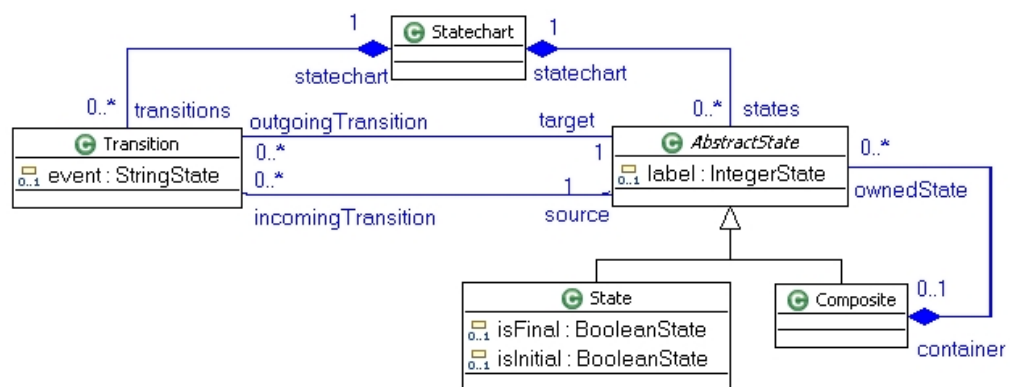 1
Statechart
1
statechart
statechart
0..*
transitions
0..*
states
outgoingTransition
target
Transition
AbstractState
0..*
0..*
1
event : StringState
label : IntegerState
0..1
0..1
0..*
1
ownedState
incomingTransition
source
State
Composite
0..1
isFinal : BooleanState
0..1
isInitial : BooleanState
0..1
container